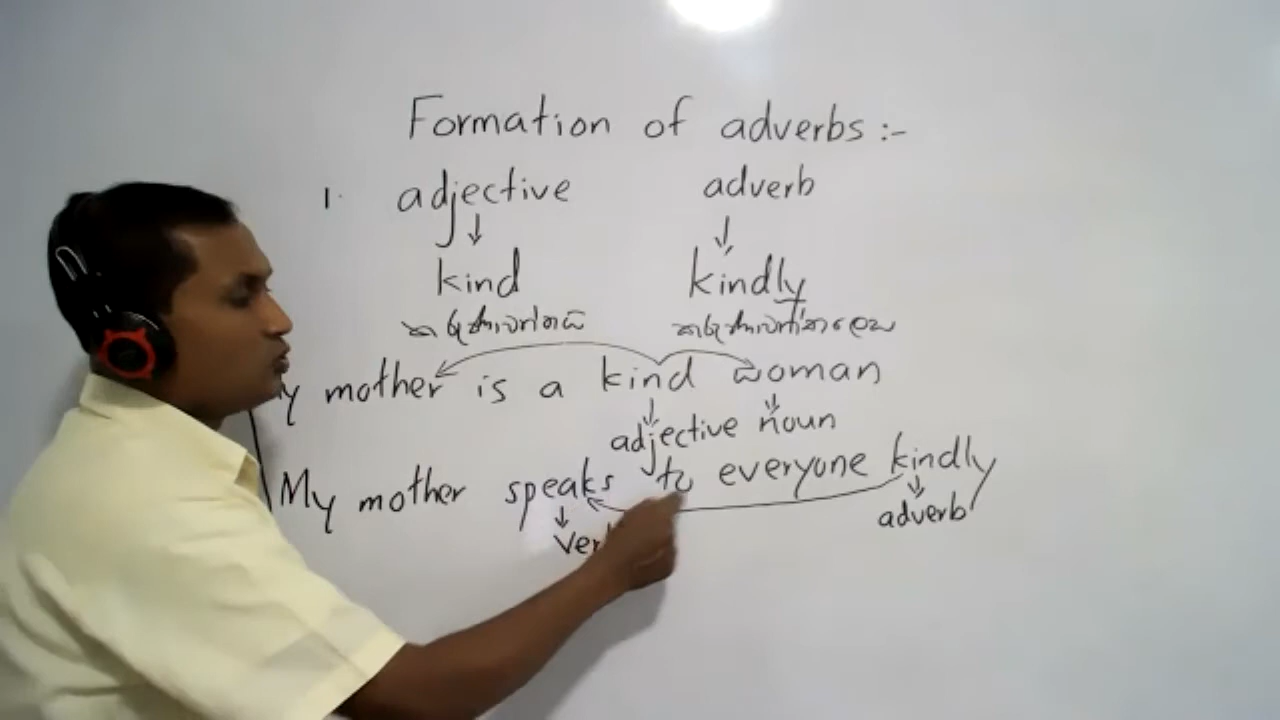 Formation of adverbs :-
1. adjective adverb
kind kindly
කාරුණික
y mother is a kind woman
adjective noun
My mother speaks to everyone kindly
adverb